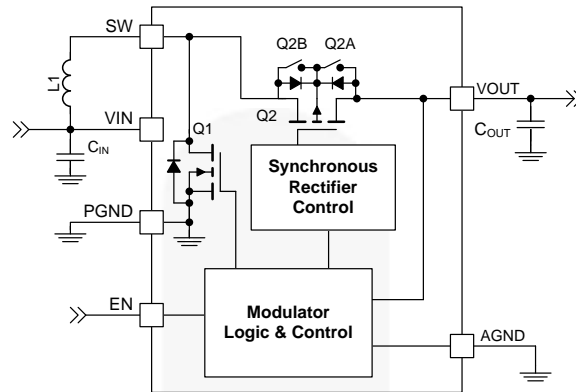 SW
Q2B Q2A
L1
VOUT
VIN
Q1
Q2
COUT
CIN
Synchronous
Rectifier
Control
PGND
EN
Modulator
Logic & Control
AGND